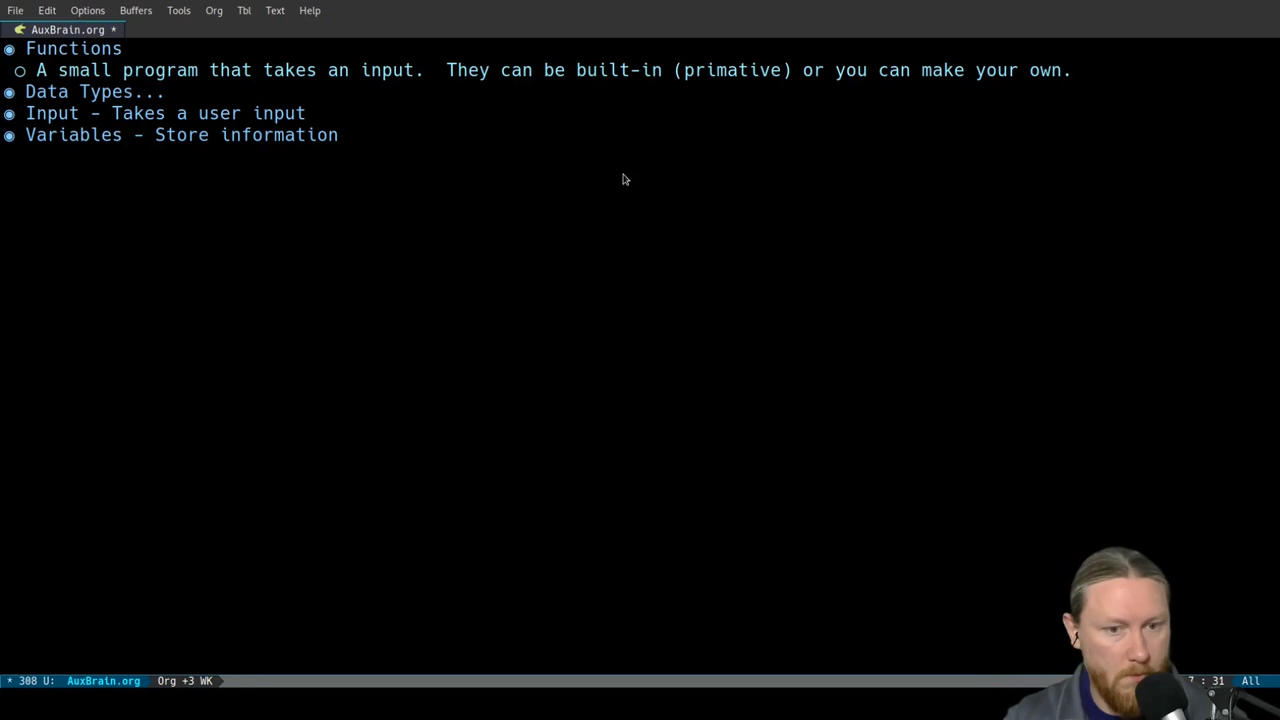 File Edit Options Buffers Tools Org Tbl Text Help
AuxBrain.org *
Functions
A small program that takes an input.  They can be built-in (primative) or you can make your own.
Data Types...
Input - Takes a user input
Variables - Store information
* 308 U: AuxBrain.org Org +3 WK 7 : 31 All